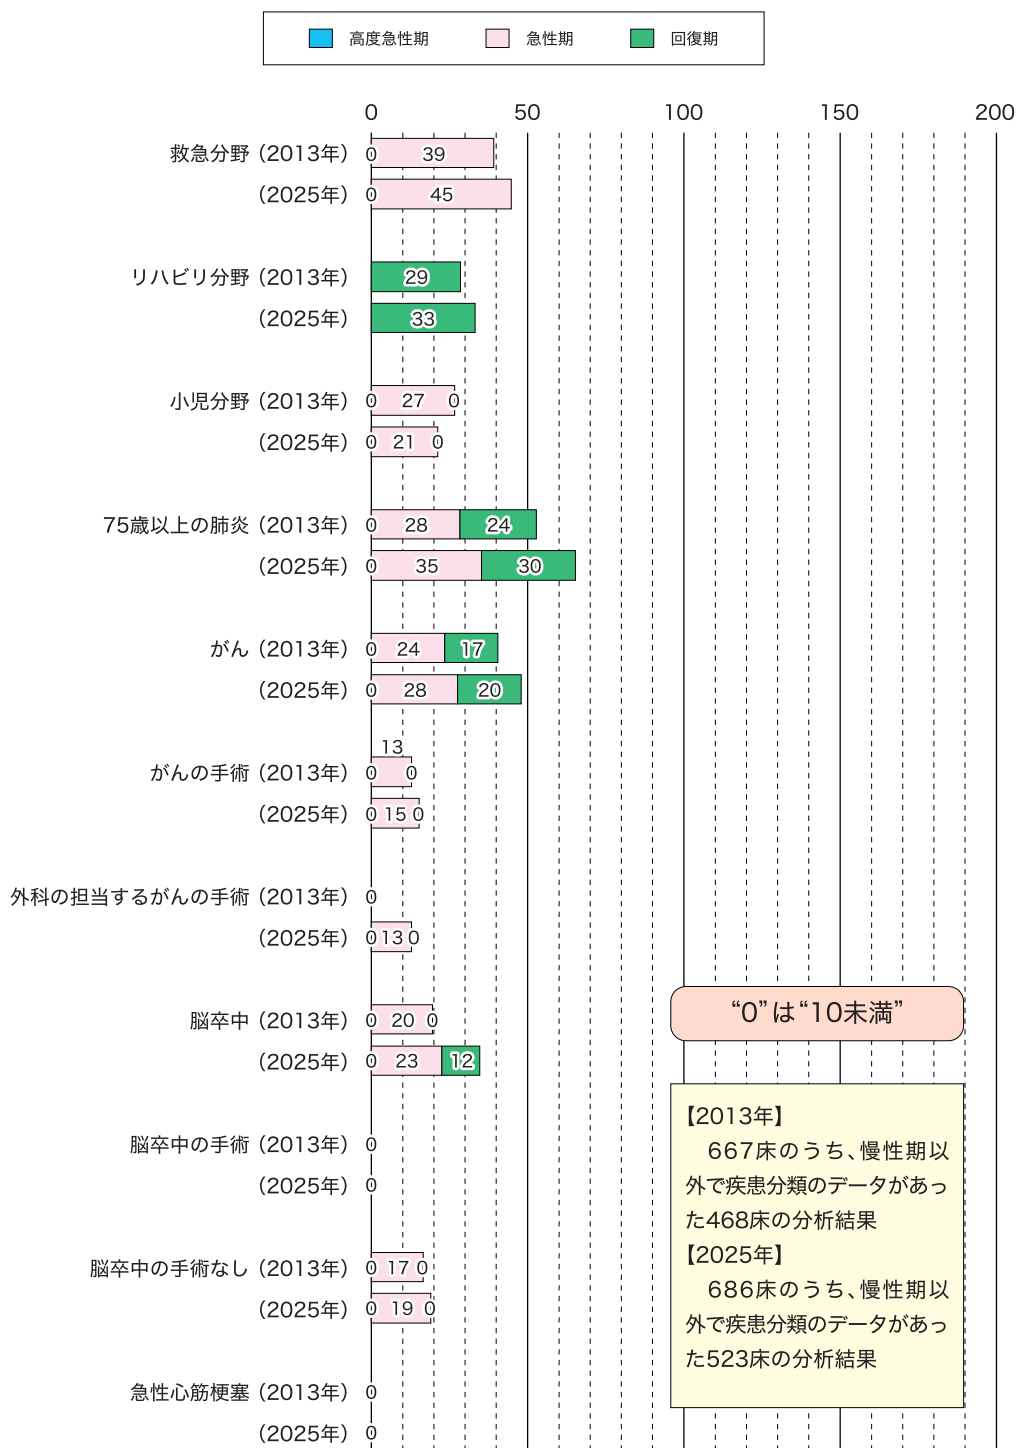 高度急性期 急性期 回復期
0 50 100 150 200
救急分野（2013年） 0 39
（2025年） 0 45
リハビリ分野（2013年） 29
（2025年） 33
小児分野（2013年） 0 27 0
（2025年） 0 21 0
75歳以上の肺炎（2013年） 0 28 24
（2025年） 0 35 30
がん（2013年） 0 24 17
（2025年） 0 28 20
13
がんの手術（2013年） 0 0
（2025年） 0 15 0
外科の担当するがんの手術（2013年） 0
（2025年） 0 13 0
脳卒中（2013年） 0 20 0
（2025年） 0 23 12
脳卒中の手術（2013年） 0
（2025年） 0
脳卒中の手術なし（2013年） 0 17 0
（2025年） 0 19 0
急性心筋梗塞（2013年） 0
（2025年） 0
“0”は“10未満”
【2013年】
667床のうち、慢性期以
外で疾患分類のデータがあっ
た468床の分析結果
【2025年】
686床のうち、慢性期以
外で疾患分類のデータがあっ
た523床の分析結果